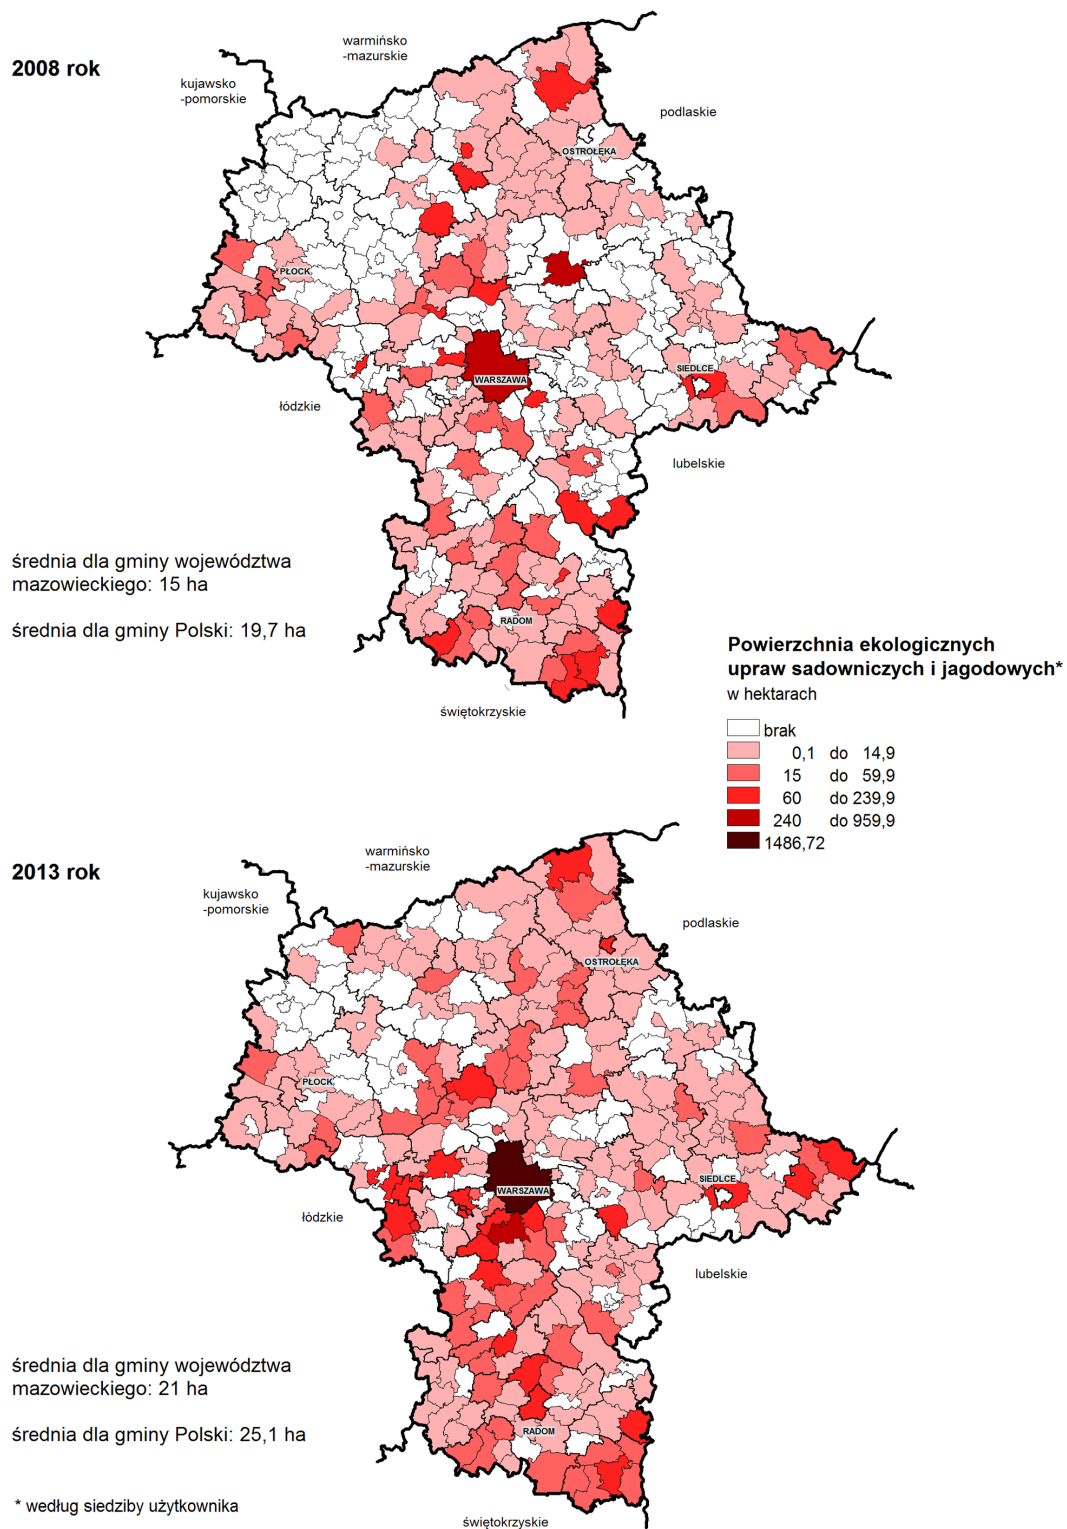 2008 rok
warmińsko
-mazurskie
kujawsko
-pomorskie
podlaskie
OSTROŁĘKA
PŁOCK
SIEDLCE
WARSZAWA
łódzkie
lubelskie
średnia dla gminy województwa
mazowieckiego: 15 ha
średnia dla gminy Polski: 19,7 ha
RADOM
świętokrzyskie
Powierzchnia ekologicznych
upraw sadowniczych i jagodowych*
w hektarach
brak
0,1 do 14,9
15 do 59,9
60 do 239,9
240 do 959,9
1486,72
2013 rok
warmińsko
-mazurskie
kujawsko
-pomorskie
podlaskie
OSTROŁĘKA
PŁOCK
SIEDLCE
WARSZAWA
łódzkie
lubelskie
średnia dla gminy województwa
mazowieckiego: 21 ha
średnia dla gminy Polski: 25,1 ha
RADOM
* według siedziby użytkownika
świętokrzyskie